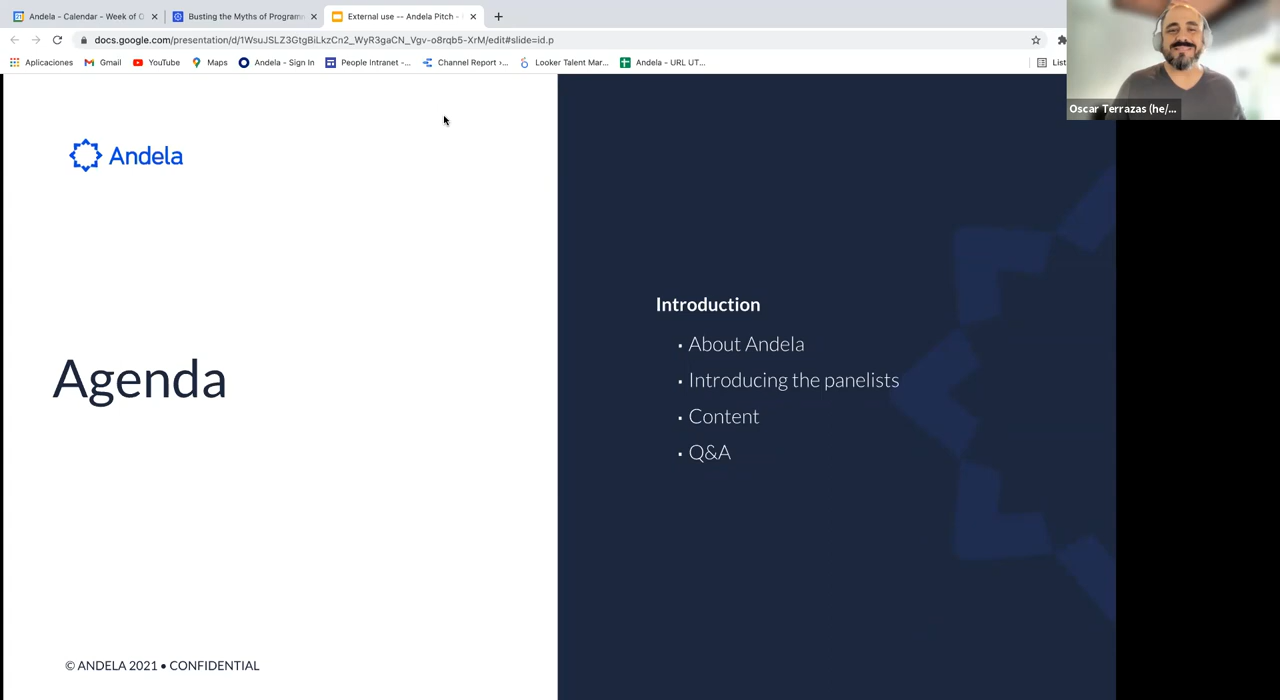 Andela - Calendar - Week of O
Busting the Myths of Programm
External use -- Andela Pitch -
docs.google.com/presentation/d/1WsuJSLZ3GtgBiLkzCn2_WyR3gaCN_Vgv-o8rqb5-XrM/edit#slide=id.p
Aplicaciones
Gmail
YouTube
Maps
Andela - Sign In
People Intranet -...
Channel Report ›...
Looker Talent Mar...
Andela - URL UT...
List
Oscar Terrazas (he/...
Andela
Agenda
Introduction
· About Andela
· Introducing the panelists
· Content
· Q&A
© ANDELA 2021 • CONFIDENTIAL